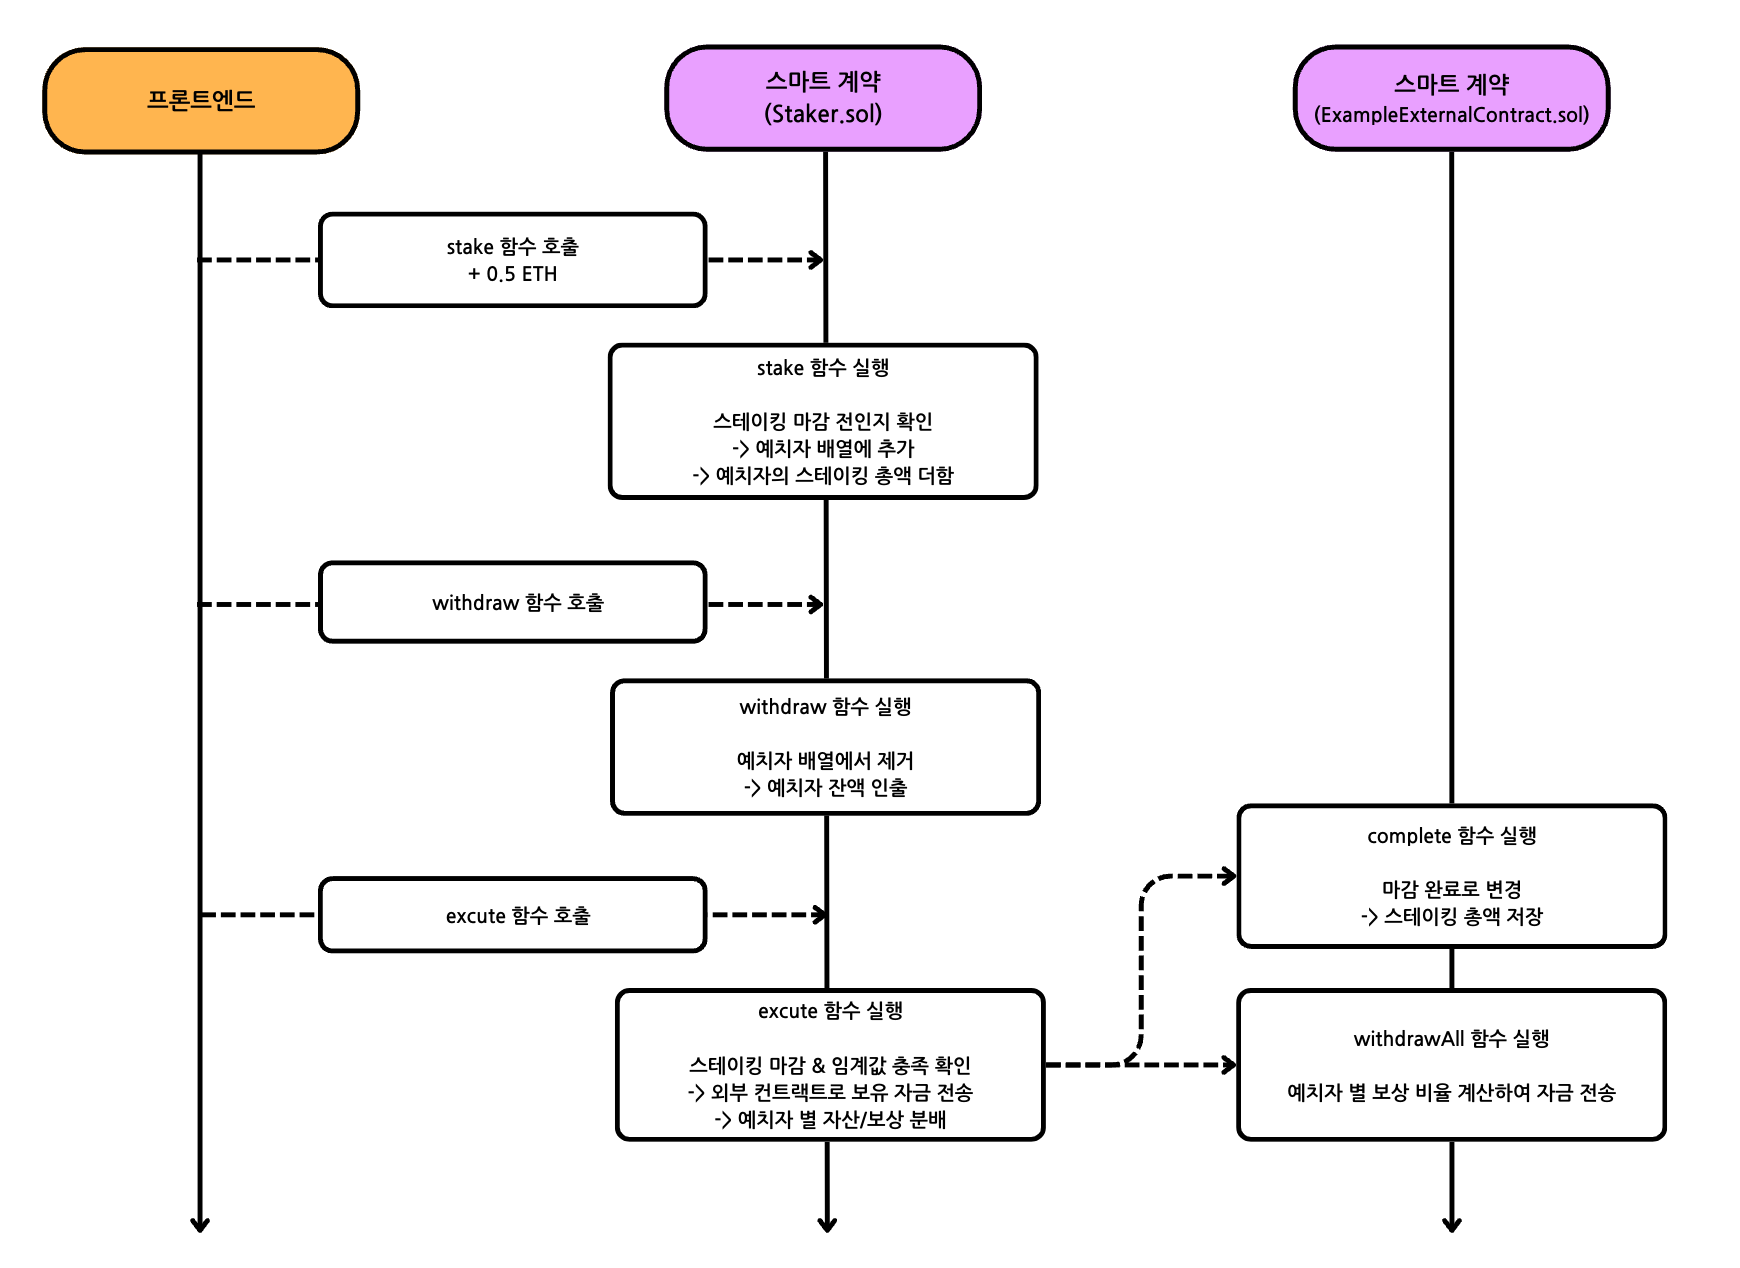 프론트엔드
스마트 계약
(Staker.sol)
스마트 계약
(ExampleExternalContract.sol)
stake 함수 호출
+ 0.5 ETH
stake 함수 실행
스테이킹 마감 전인지 확인
-> 예치자 배열에 추가
-> 예치자의 스테이킹 총액 더함
withdraw 함수 호출
withdraw 함수 실행
예치자 배열에서 제거
-> 예치자 잔액 인출
excute 함수 호출
excute 함수 실행
스테이킹 마감 & 임계값 충족 확인
-> 외부 컨트랙트로 보유 자금 전송
-> 예치자 별 자산/보상 분배
complete 함수 실행
마감 완료로 변경
-> 스테이킹 총액 저장
withdrawAll 함수 실행
예치자 별 보상 비율 계산하여 자금 전송